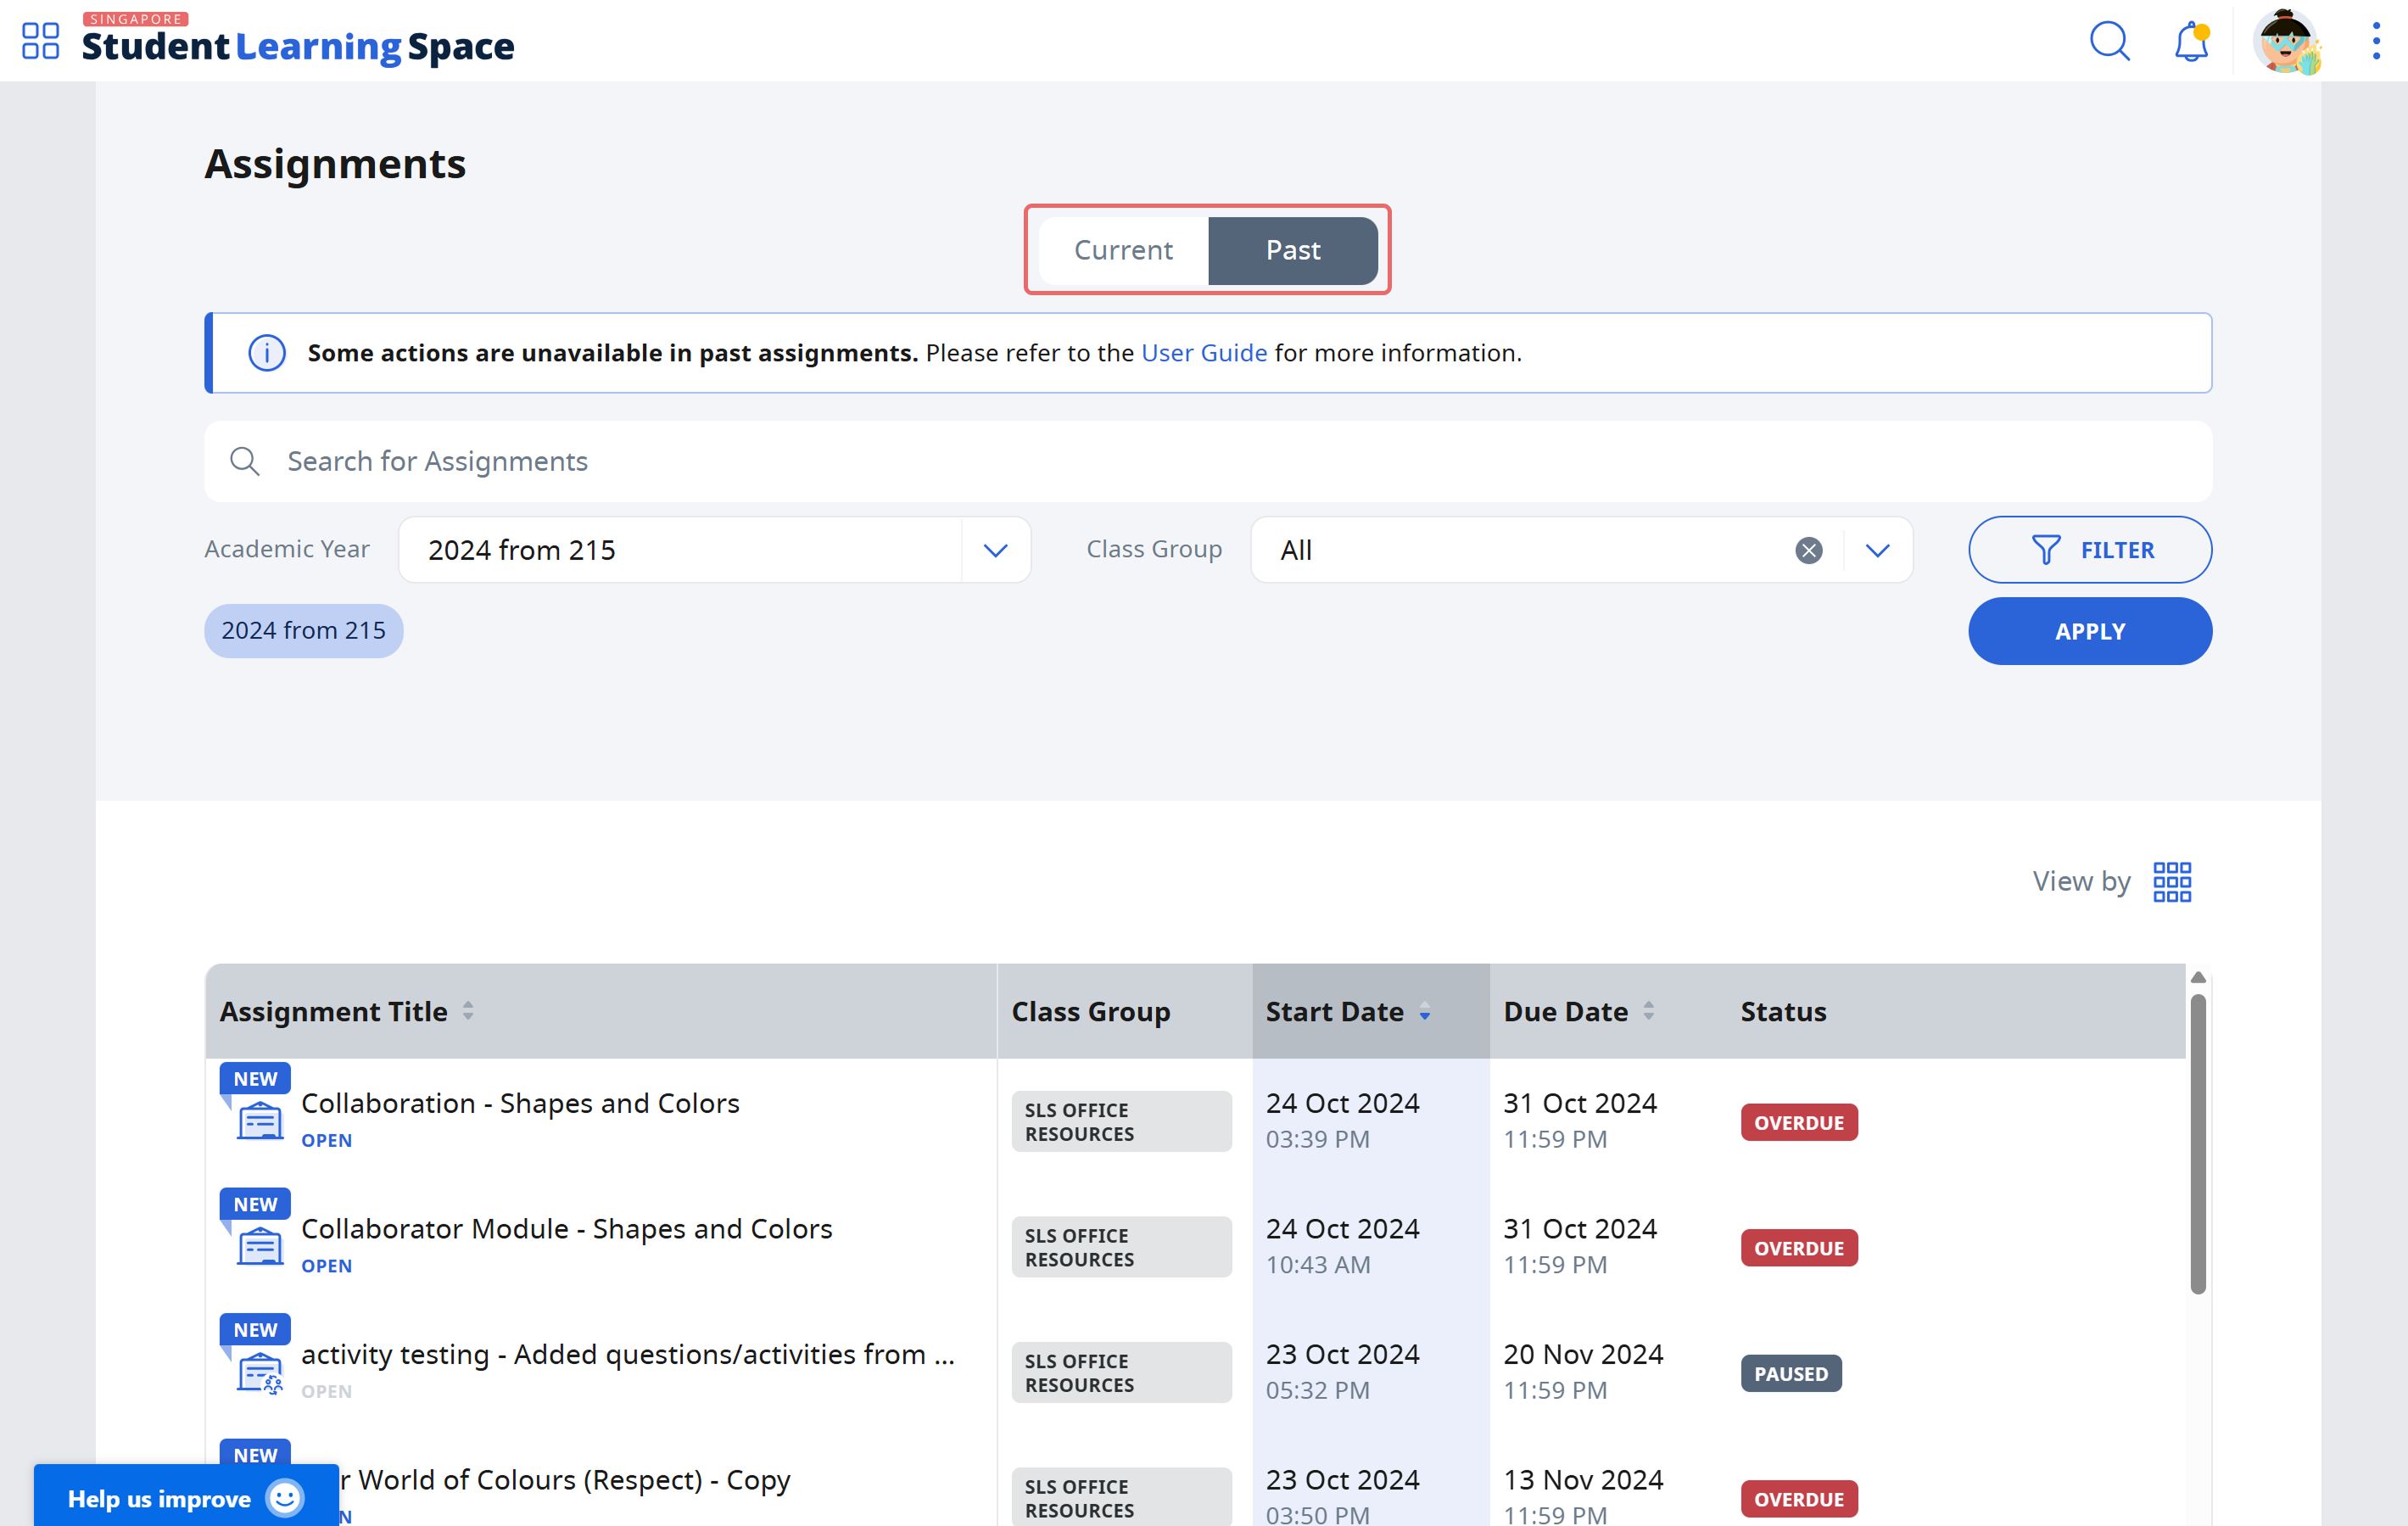 SINGAPORE
Student Learning Space
Assignments
Current
Past
Some actions are unavailable in past assignments. Please refer to the User Guide for more information.
Search for Assignments
Academic Year
2024 from 215
Class Group
All
FILTER
2024 from 215
APPLY
View by
Assignment Title
Class Group
Start Date
Due Date
Status
NEW
Collaboration - Shapes and Colors
OPEN
SLS OFFICE
RESOURCES
24 Oct 2024
03:39 PM
31 Oct 2024
11:59 PM
OVERDUE
NEW
Collaborator Module - Shapes and Colors
OPEN
SLS OFFICE
RESOURCES
24 Oct 2024
10:43 AM
31 Oct 2024
11:59 PM
OVERDUE
NEW
activity testing - Added questions/activities from ...
OPEN
SLS OFFICE
RESOURCES
23 Oct 2024
05:32 PM
20 Nov 2024
11:59 PM
PAUSED
NEW
World of Colours (Respect) - Copy
SLS OFFICE
RESOURCES
23 Oct 2024
03:50 PM
13 Nov 2024
11:59 PM
OVERDUE
Help us improve